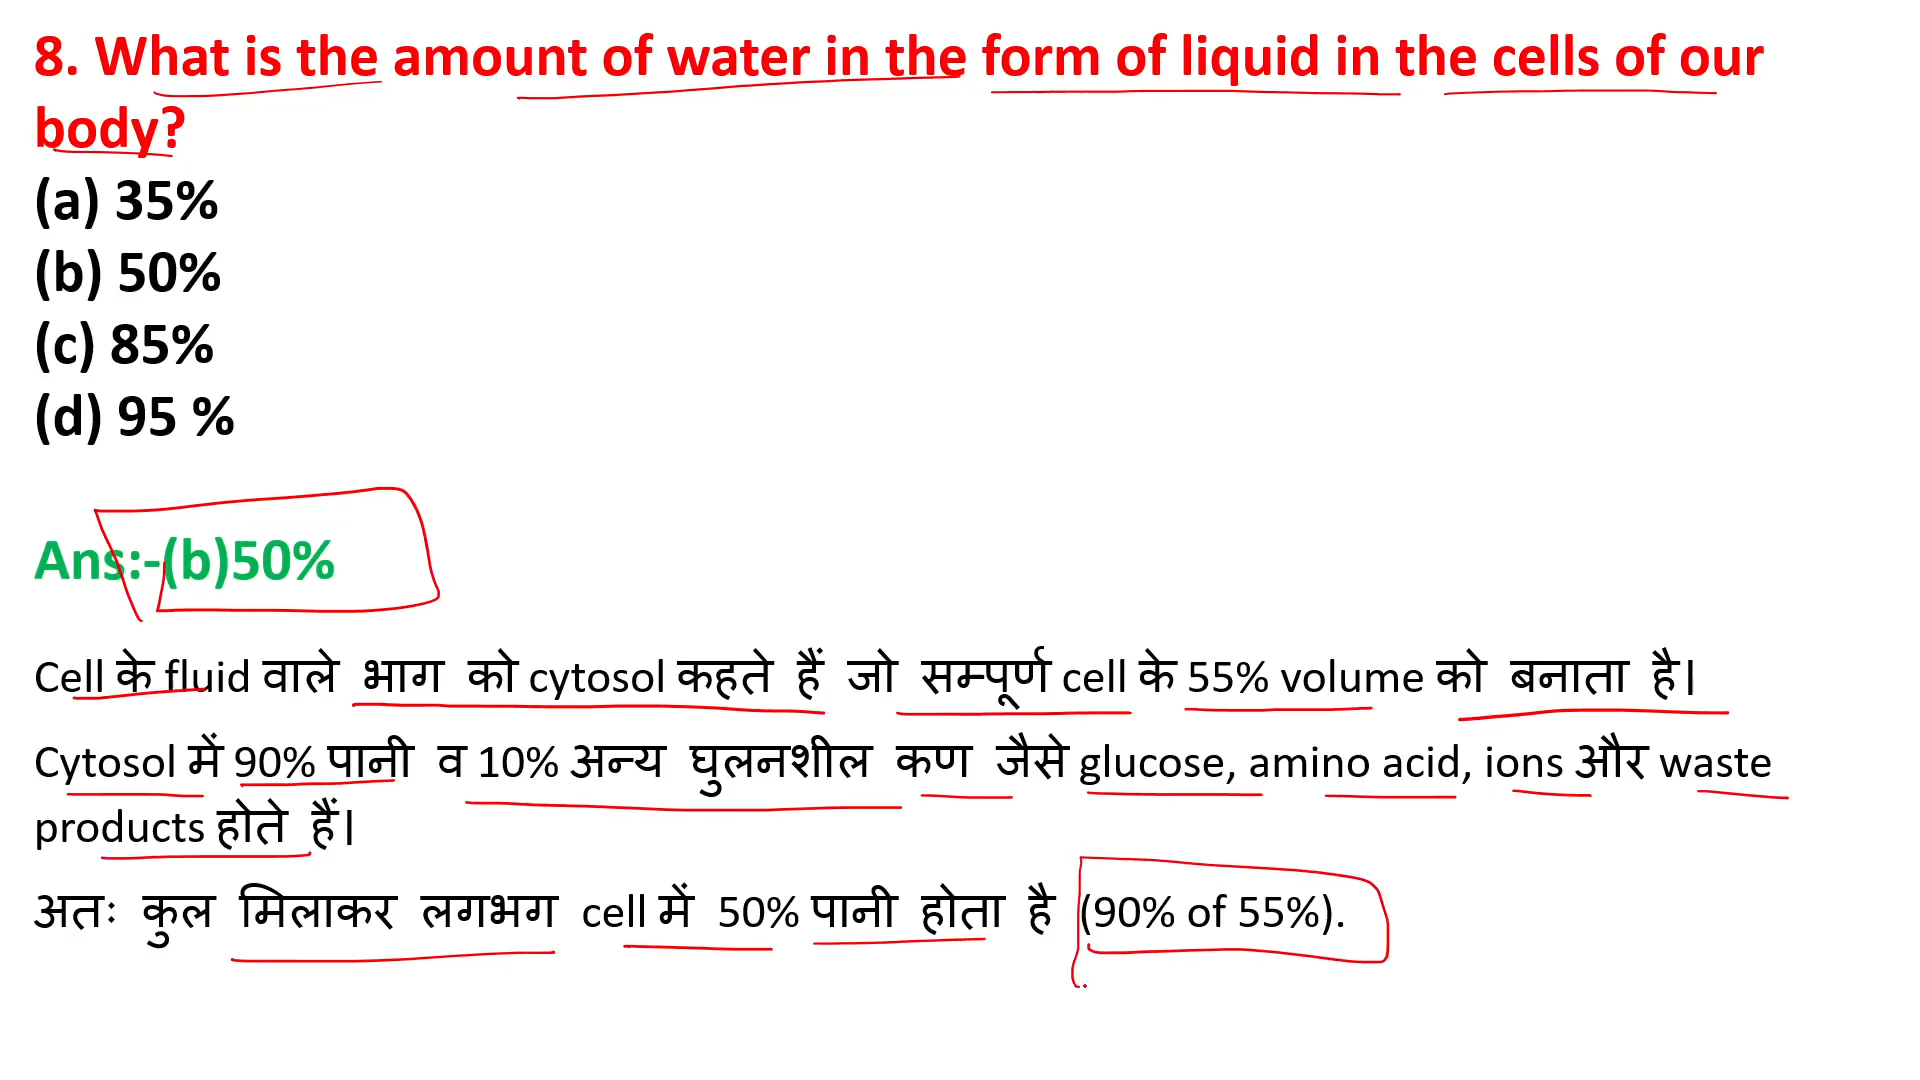 8. What is the amount of water in the form of liquid in the cells of our
body?
(a) 35%
(b) 50%
(c) 85%
(d) 95 %
Ans:-(b)50%
Cell के fluid वाले भाग को cytosol कहते हैं जो सम्पूर्ण cell के 55% volume को बनाता है।
Cytosol में 90% पानी व 10% अन्य घुलनशील कण जैसे glucose, amino acid, ions और waste
products होते हैं।
अतः कुल मिलाकर लगभग cell में 50% पानी होता है (90% of 55%).